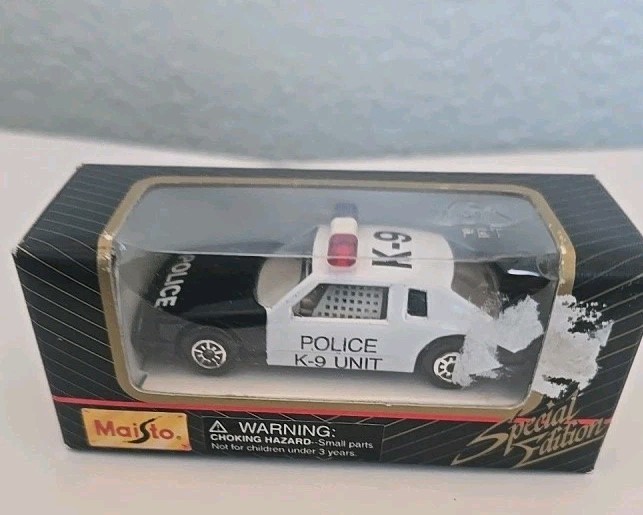 K-9
POLICE
POLICE
K-9 UNIT
Maisto®
⚠ WARNING:
CHOKING HAZARD--Small parts
Not for children under 3 years.
Special
Edition